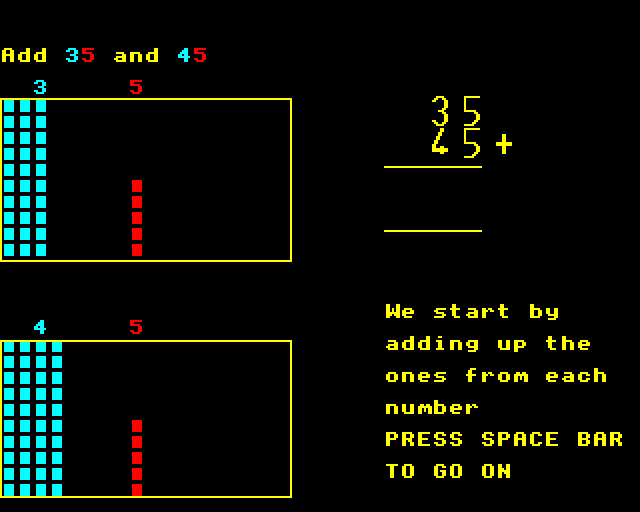 Add 35 and 45
3 5
35
45 +
4 5
We start by
adding up the
ones from each
number
PRESS SPACE BAR
TO GO ON